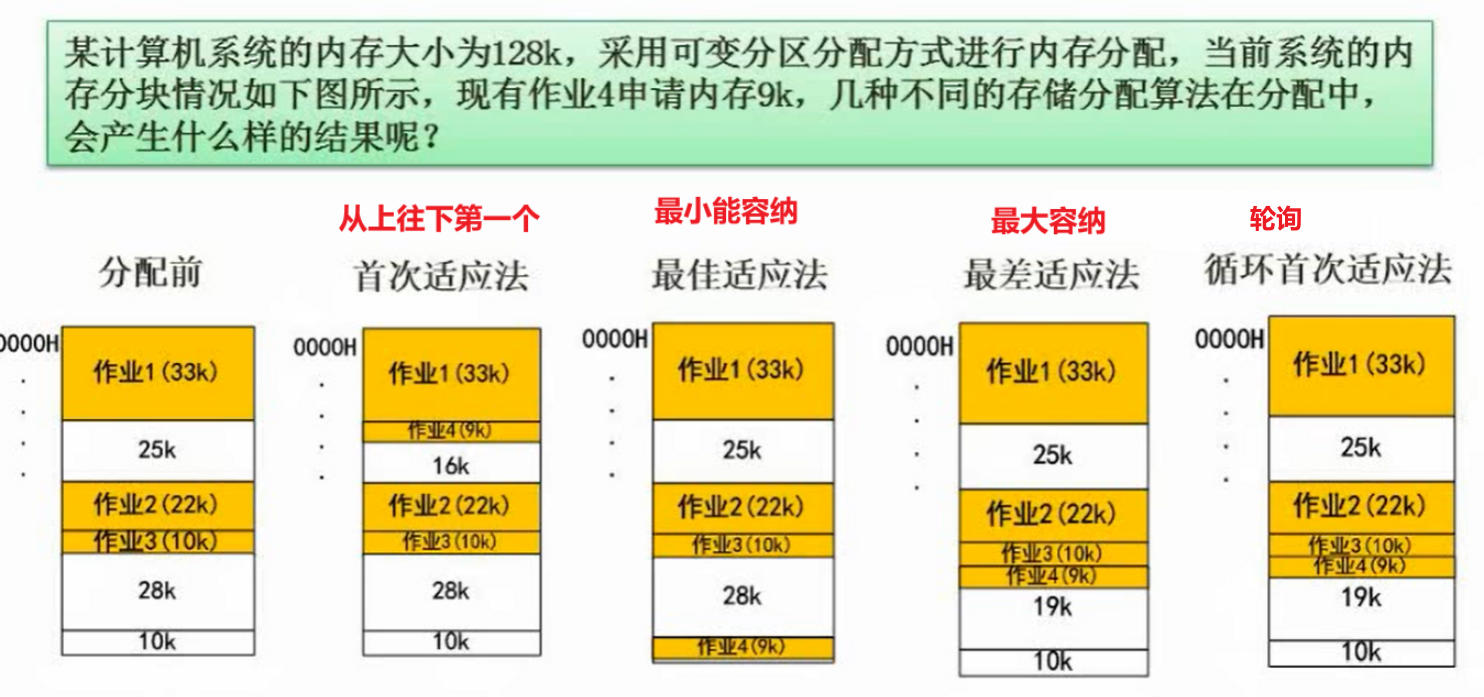 某计算机系统的内存大小为128k，采用可变分区分配方式进行内存分配，当前系统的内
存分块情况如下图所示，现有作业4申请内存9k，几种不同的存储分配算法在分配中，
会产生什么样的结果呢？
从上往下第一个
最小能容纳
最大容纳
轮询
分配前
首次适应法
最佳适应法
最差适应法
循环首次适应法
0000H
作业1(33k)
25k
作业2(22k)
作业3(10k)
28k
10k
0000H
作业1(33k)
作业4(9k)
16k
作业2(22k)
作业3(10k)
28k
10k
0000H
作业1(33k)
25k
作业2(22k)
作业3(10k)
28k
作业4(9k)
0000H
作业1(33k)
25k
作业2(22k)
作业3(10k)
作业4(9k)
19k
10k
0000H
作业1(33k)
25k
作业2(22k)
作业3(10k)
作业4(9k)
19k
10k